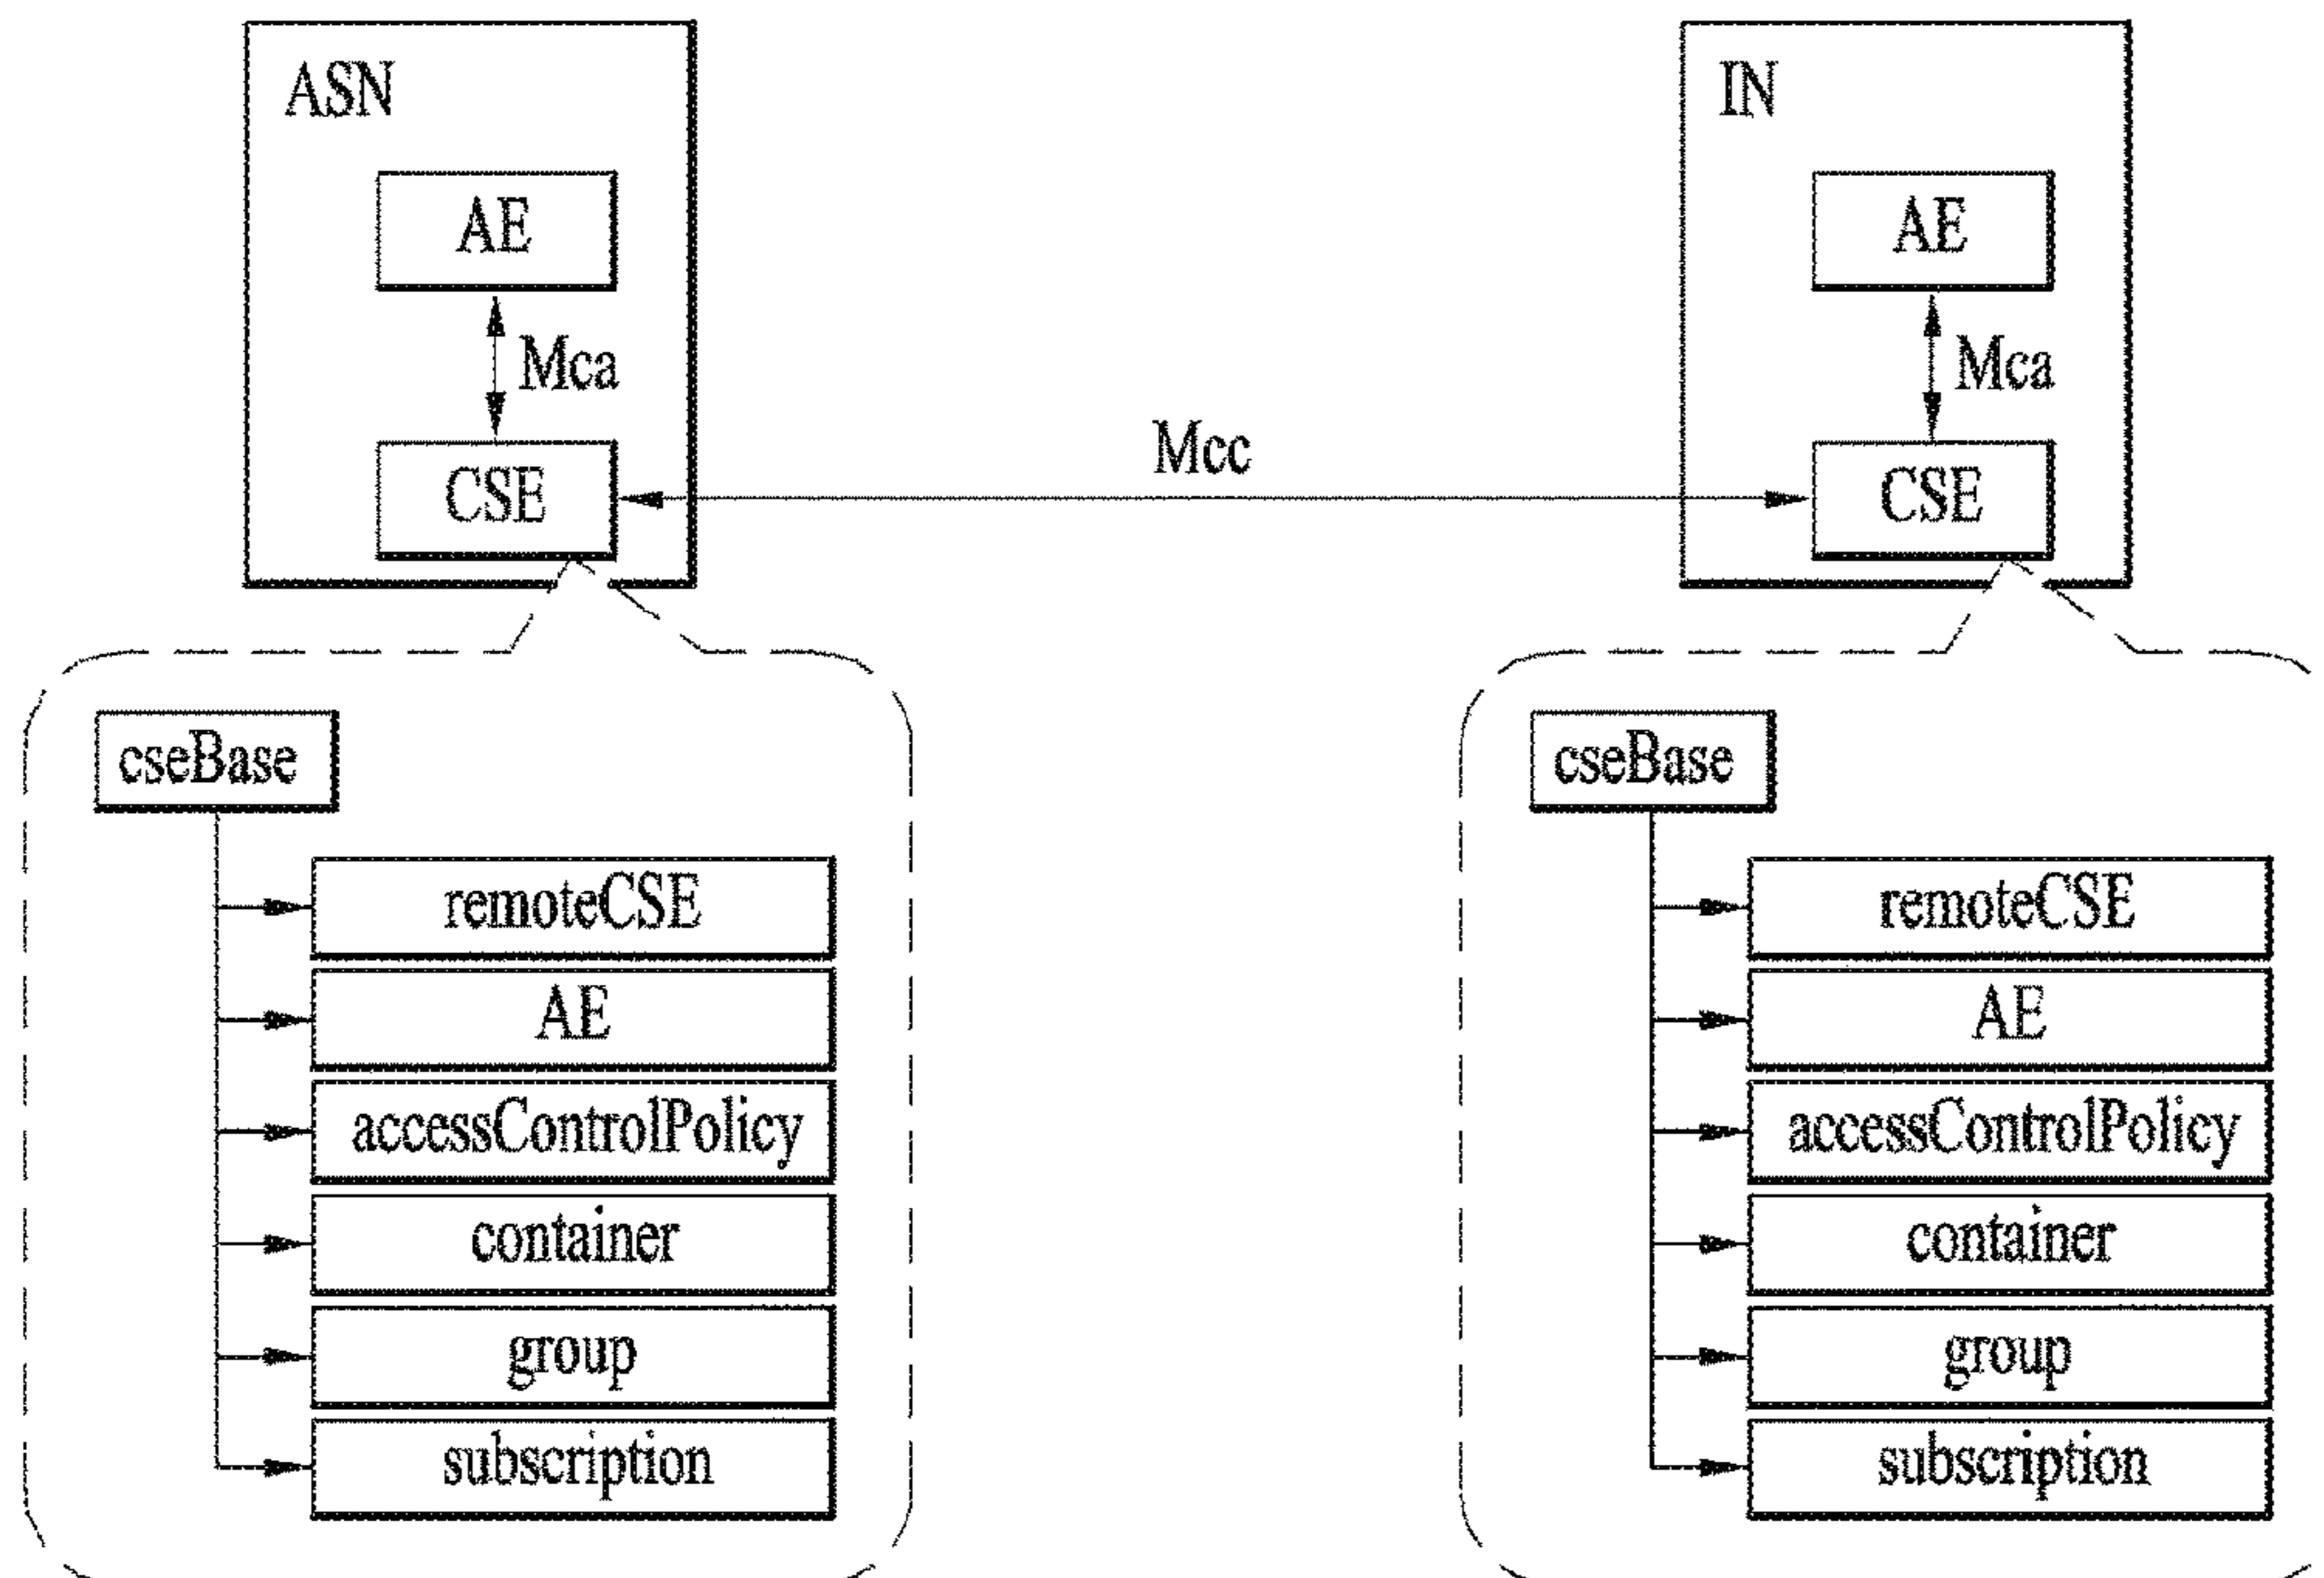 ASN
AE
Mca
CSE
Mcc
IN
AE
Mca
CSE
cseBase
remoteCSE
AE
accessControlPolicy
container
group
subscription
cseBase
remoteCSE
AE
accessControlPolicy
container
group
subscription